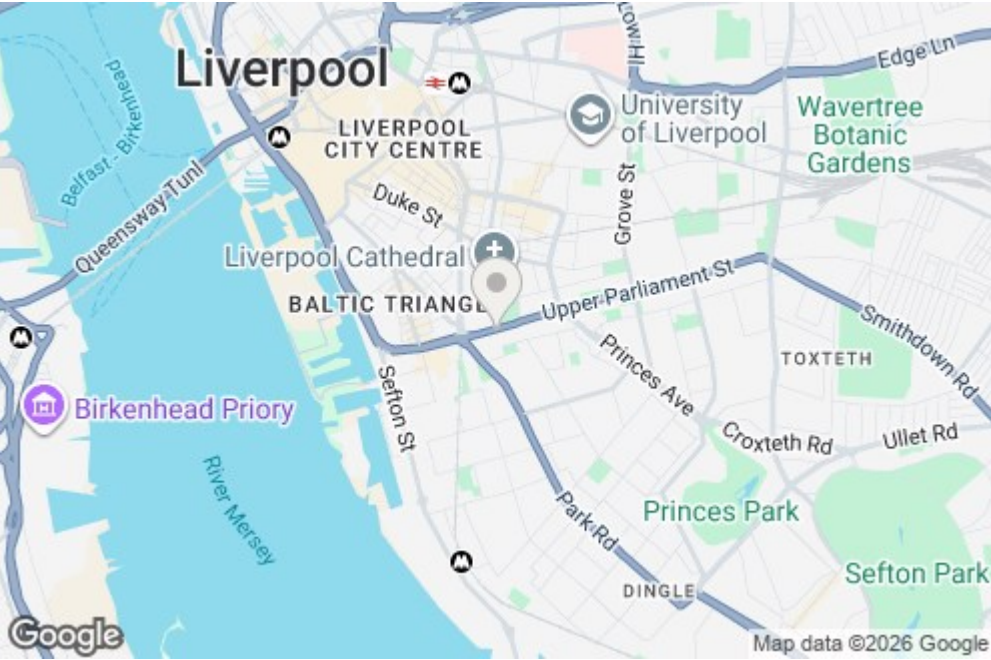 Liverpool
LIVERPOOL
CITY CENTRE
University
of Liverpool
Edge Ln
Wavertree
Botanic
Gardens
Belfast - Birkenhead
Queensway Tunl
Duke St
Grove St
Liverpool Cathedral
BALTIC TRIANGL
Upper Parliament St
Smithdown Rd
TOXTETH
Princes Ave
Sefton St
Birkenhead Priory
Croxteth Rd
Ullet Rd
River Mersey
Park Rd
Princes Park
Sefton Park
DINGLE
Google
Map data ©2026 Google